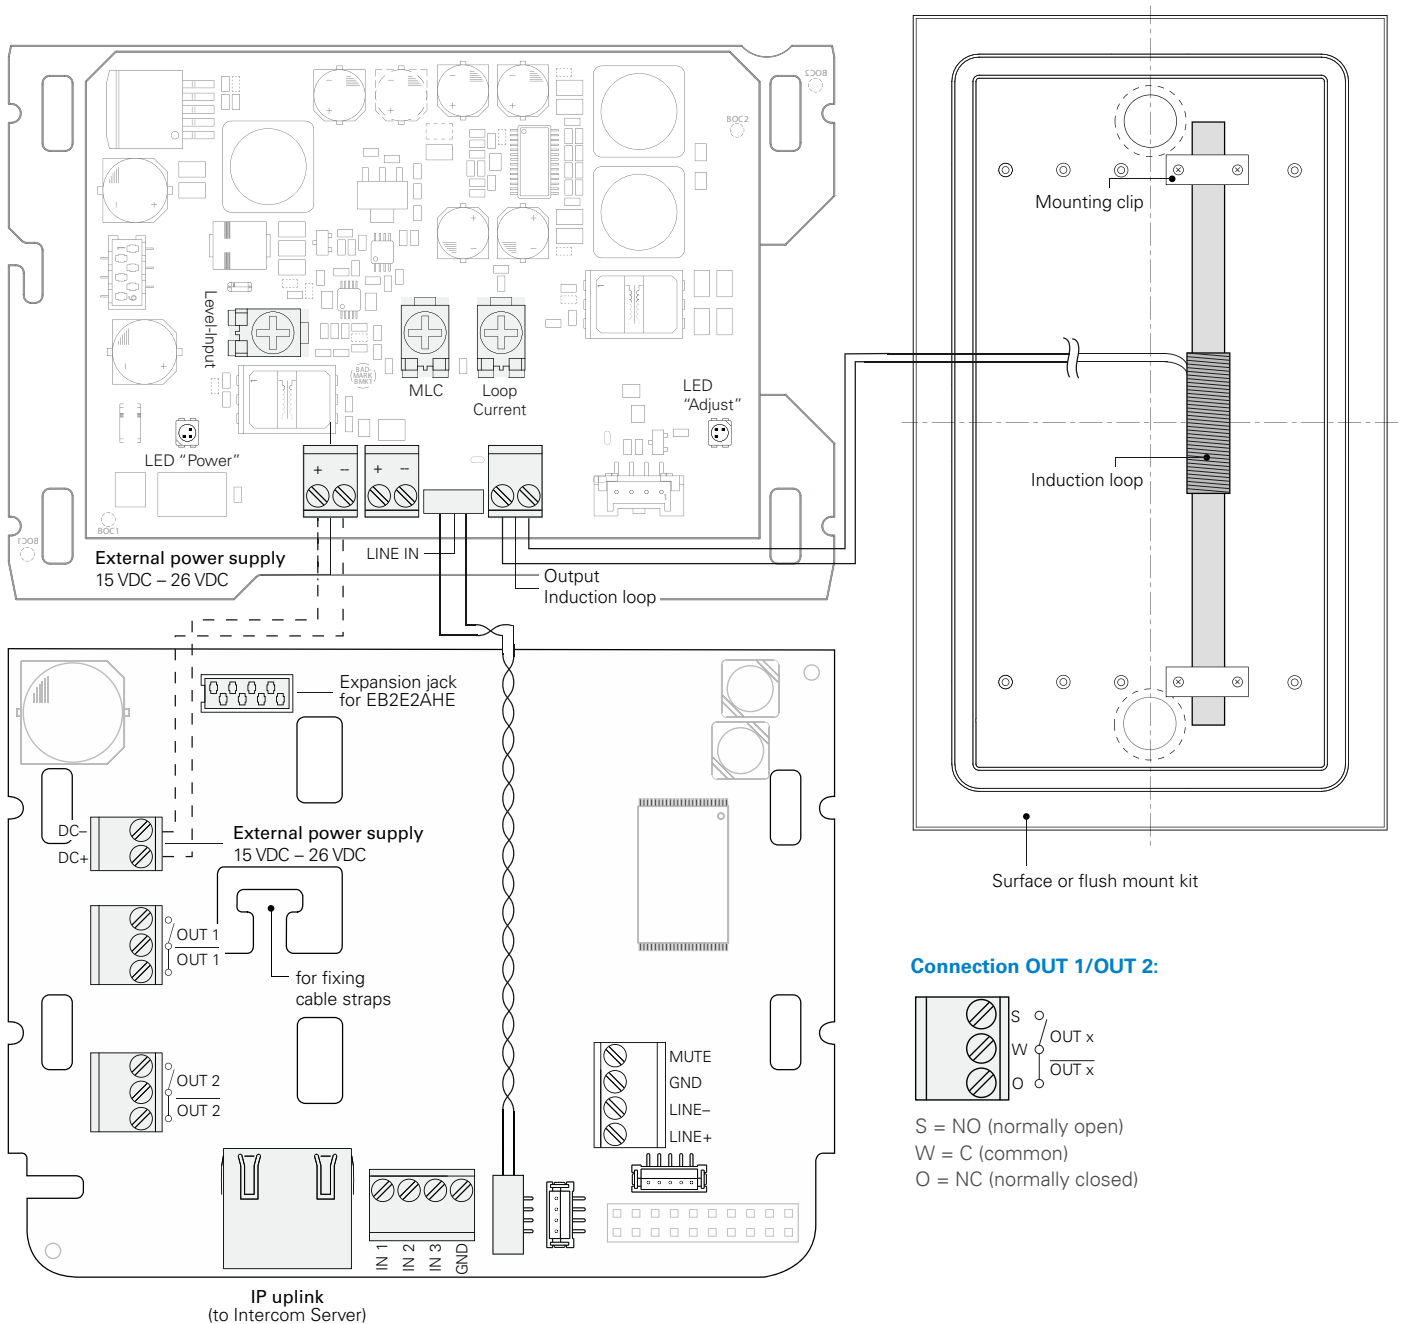 BOC2
BOC2
Mounting clip
Level-Input
BAD
MARK
BMK1
MLC
Loop
Current
LED
"Adjust"
LED "Power"
+ –
+ –
Induction loop
BOC1
BOC1
External power supply
15 VDC – 26 VDC
LINE IN
Output
Induction loop
Expansion jack
for EB2E2AHE
DC–
DC+
External power supply
15 VDC – 26 VDC
Surface or flush mount kit
OUT 1
OUT 1
for fixing
cable straps
Connection OUT 1/OUT 2:
S
W
O
OUT x
OUT x
S = NO (normally open)
W = C (common)
O = NC (normally closed)
OUT 2
OUT 2
MUTE
GND
LINE–
LINE+
IN 1
IN 2
IN 3
GND
IP uplink
(to Intercom Server)